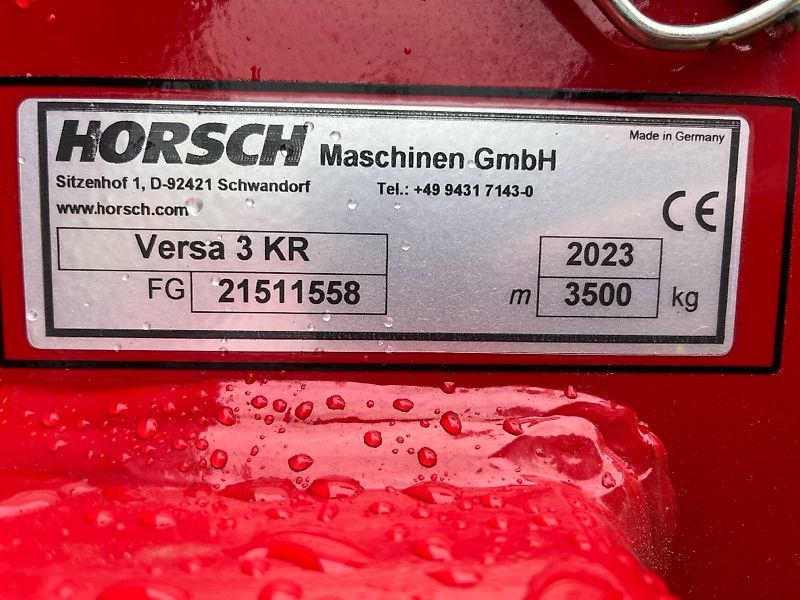 HORSCH Maschinen GmbH
Made in Germany
Sitzenhof 1, D-92421 Schwandorf Tel.: +49 9431 7143-0
www.horsch.com
CE
Versa 3 KR 2023
FG 21511558 m 3500 kg